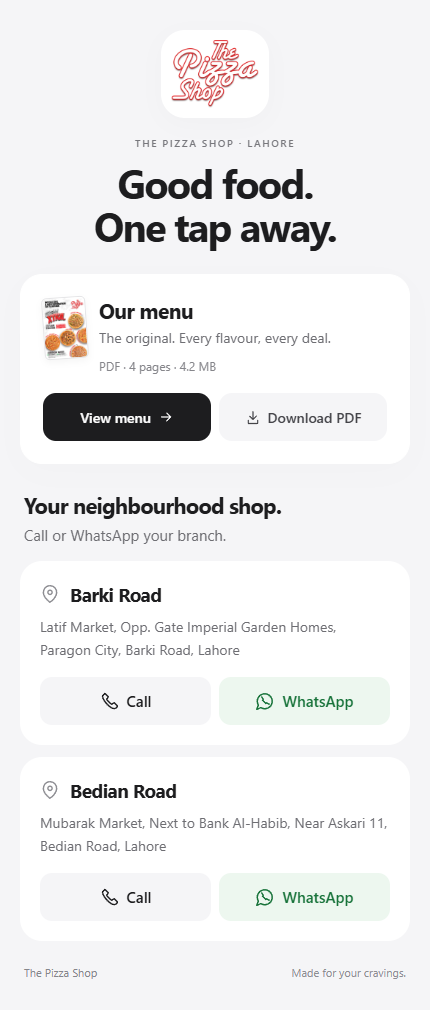 The
Pizza
Shop
THE PIZZA SHOP · LAHORE
Good food.
One tap away.
Our menu
The original. Every flavour, every deal.
PDF · 4 pages · 4.2 MB
View menu
Download PDF
Your neighbourhood shop.
Call or WhatsApp your branch.
Barki Road
Latif Market, Opp. Gate Imperial Garden Homes,
Paragon City, Barki Road, Lahore
Call
WhatsApp
Bedian Road
Mubarak Market, Next to Bank Al-Habib, Near Askari 11,
Bedian Road, Lahore
Call
WhatsApp
The Pizza Shop
Made for your cravings.